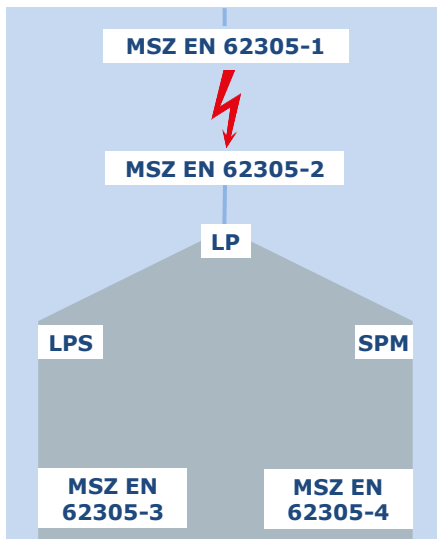 MSZ EN 62305-1
MSZ EN 62305-2
LP
LPS
SPM
MSZ EN
62305-3
MSZ EN
62305-4